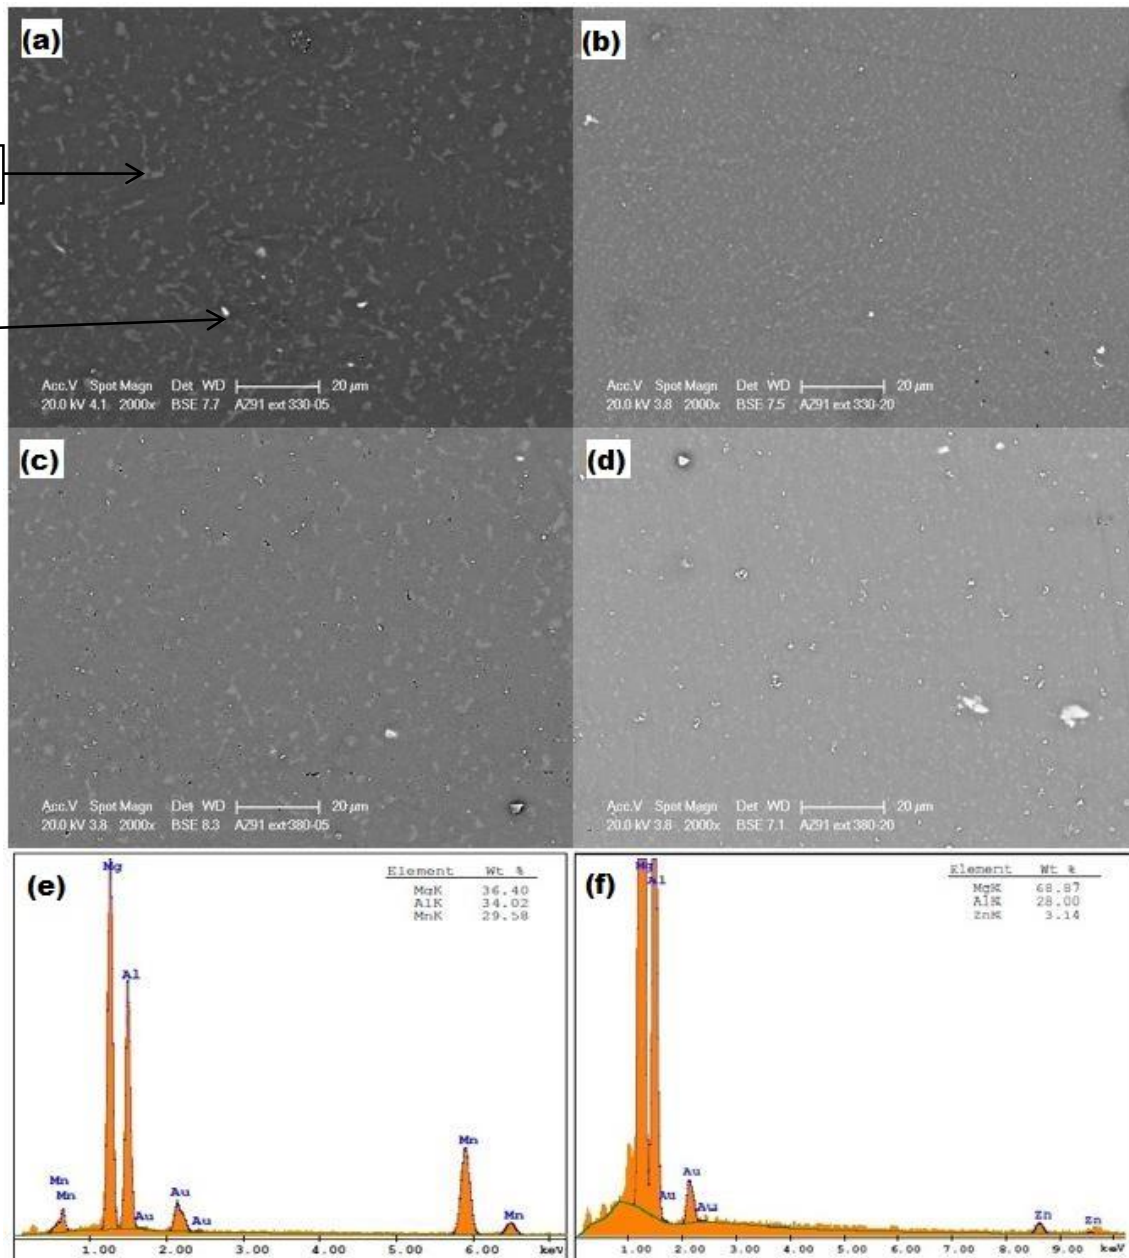 (a)
Acc.V Spot Magn Det WD 20 µm
20.0 kV 4.1 2000x BSE 7.7 AZ91 ext 330-05
(b)
Acc.V Spot Magn Det WD 20 µm
20.0 kV 3.8 2000x BSE 7.5 AZ91 ext 330-20
(c)
Acc.V Spot Magn Det WD 20 µm
20.0 kV 3.8 2000x BSE 8.3 AZ91 ext 380-05
(d)
Acc.V Spot Magn Det WD 20 µm
20.0 kV 3.8 2000x BSE 7.1 AZ91 ext 380-20
(e)
Element Wt %
MgK 36.40
AlK 34.02
MnK 29.58
Mg
Al
Mn
Mn
Au
Au
Au
Mn
Mn
1.00 2.00 3.00 4.00 5.00 6.00 keV
(f)
Element Wt %
MgK 68.87
AlK 28.00
ZnK 3.14
Mg
Al
Au
Au
Au
Zn
Zn
1.00 2.00 3.00 4.00 5.00 6.00 7.00 8.00 9.00 keV